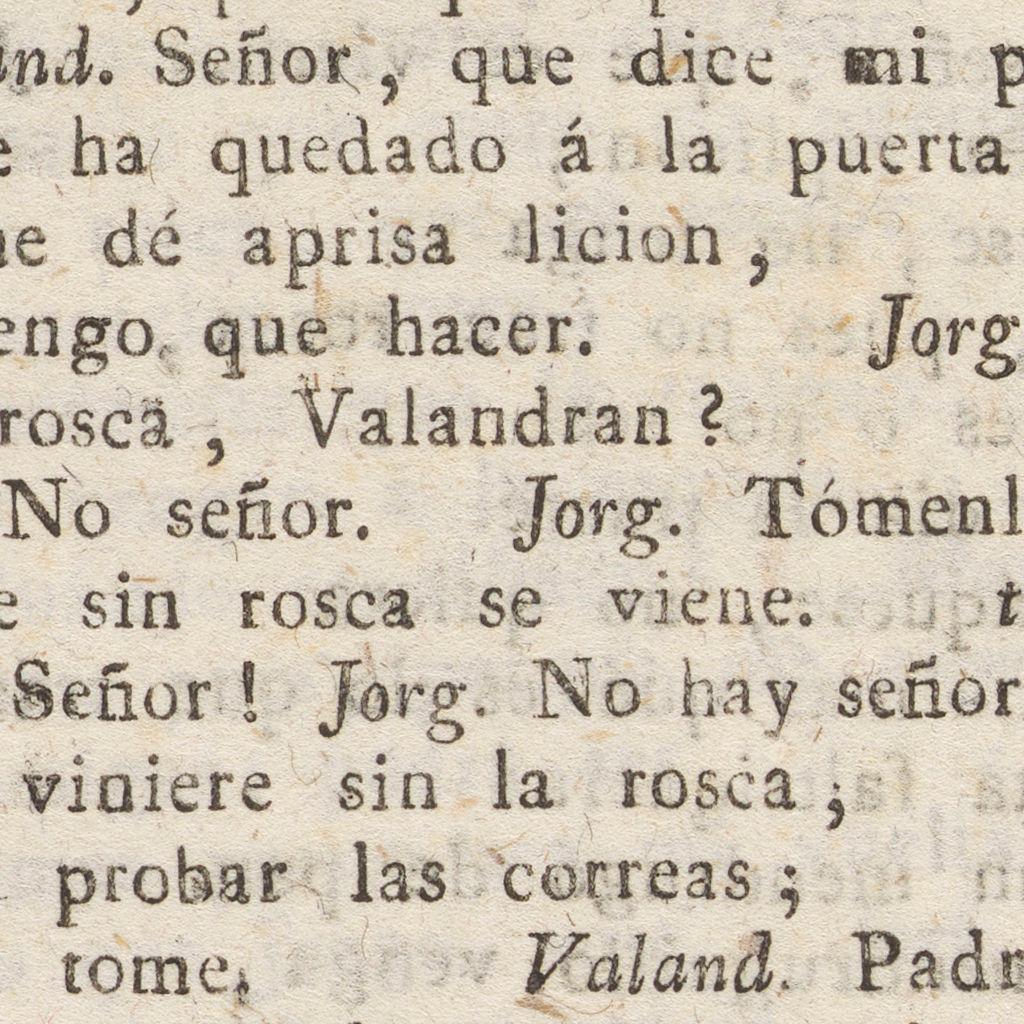 and. Señor, que dice mi p
e ha quedado á la puerta
ne dé aprisa licion,
engo que hacer. Jorg
rosca, Valandran?
No señor. Jorg. Tómenl
e sin rosca se viene. t
Señor! Jorg. No hay señor
viniere sin la rosca;
probar las correas;
tome. Valand. Padr